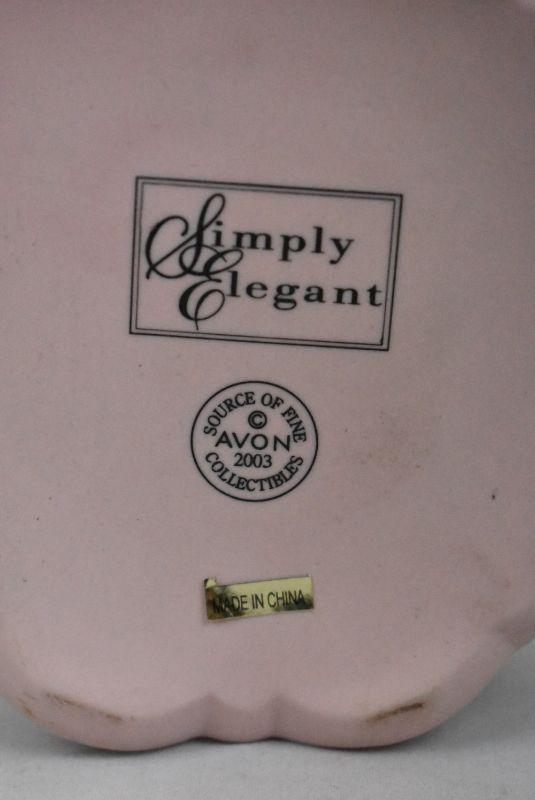 Simply
Elegant
SOURCE OF FINE
©
AVON
2003
COLLECTIBLES
MADE IN CHINA